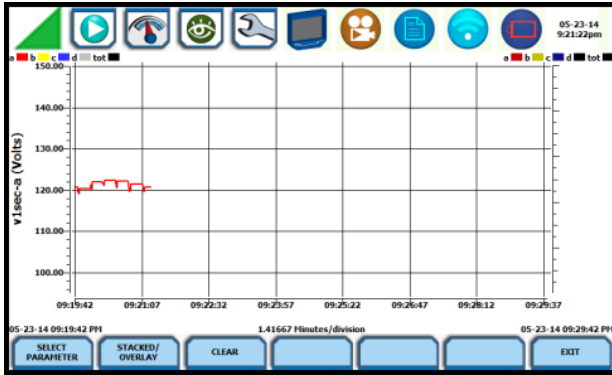 05-23-14
9:21:22pm
a b c d tot
a b c d tot
150.00
140.00
130.00
120.00
110.00
100.00
v1sec-a (Volts)
09:19:42 09:21:07 09:22:32 09:23:57 09:25:22 09:26:47 09:28:12 09:29:37
05-23-14 09:19:42 PM 1.41667 Minutes/division 05-23-14 09:29:42 PM
SELECT
PARAMETER
STACKED/
OVERLAY
CLEAR
EXIT